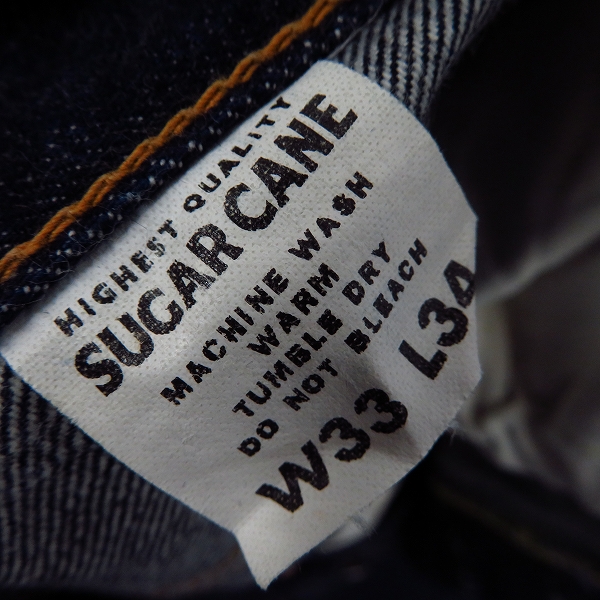 HIGHEST QUALITY
SUGAR CANE
MACHINE WASH
WARM
TUMBLE DRY
DO NOT BLEACH
W33 L34